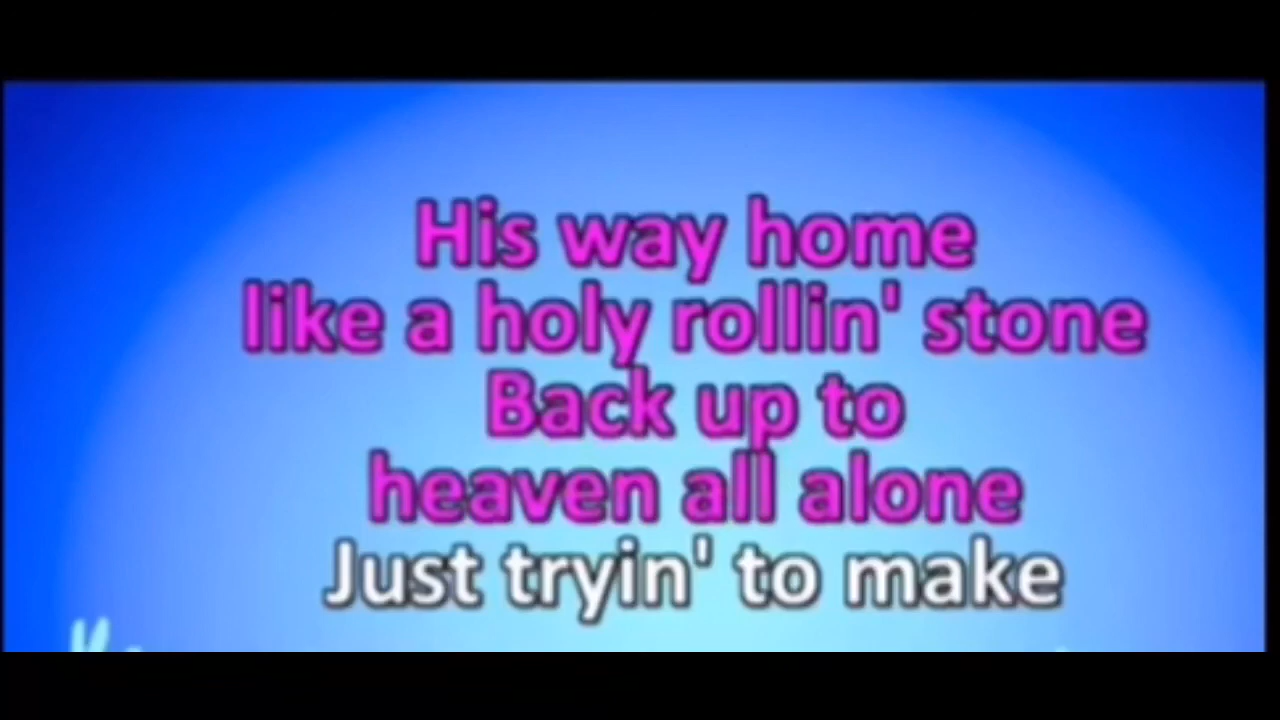 His way home
like a holy rollin' stone
Back up to
heaven all alone
Just tryin' to make